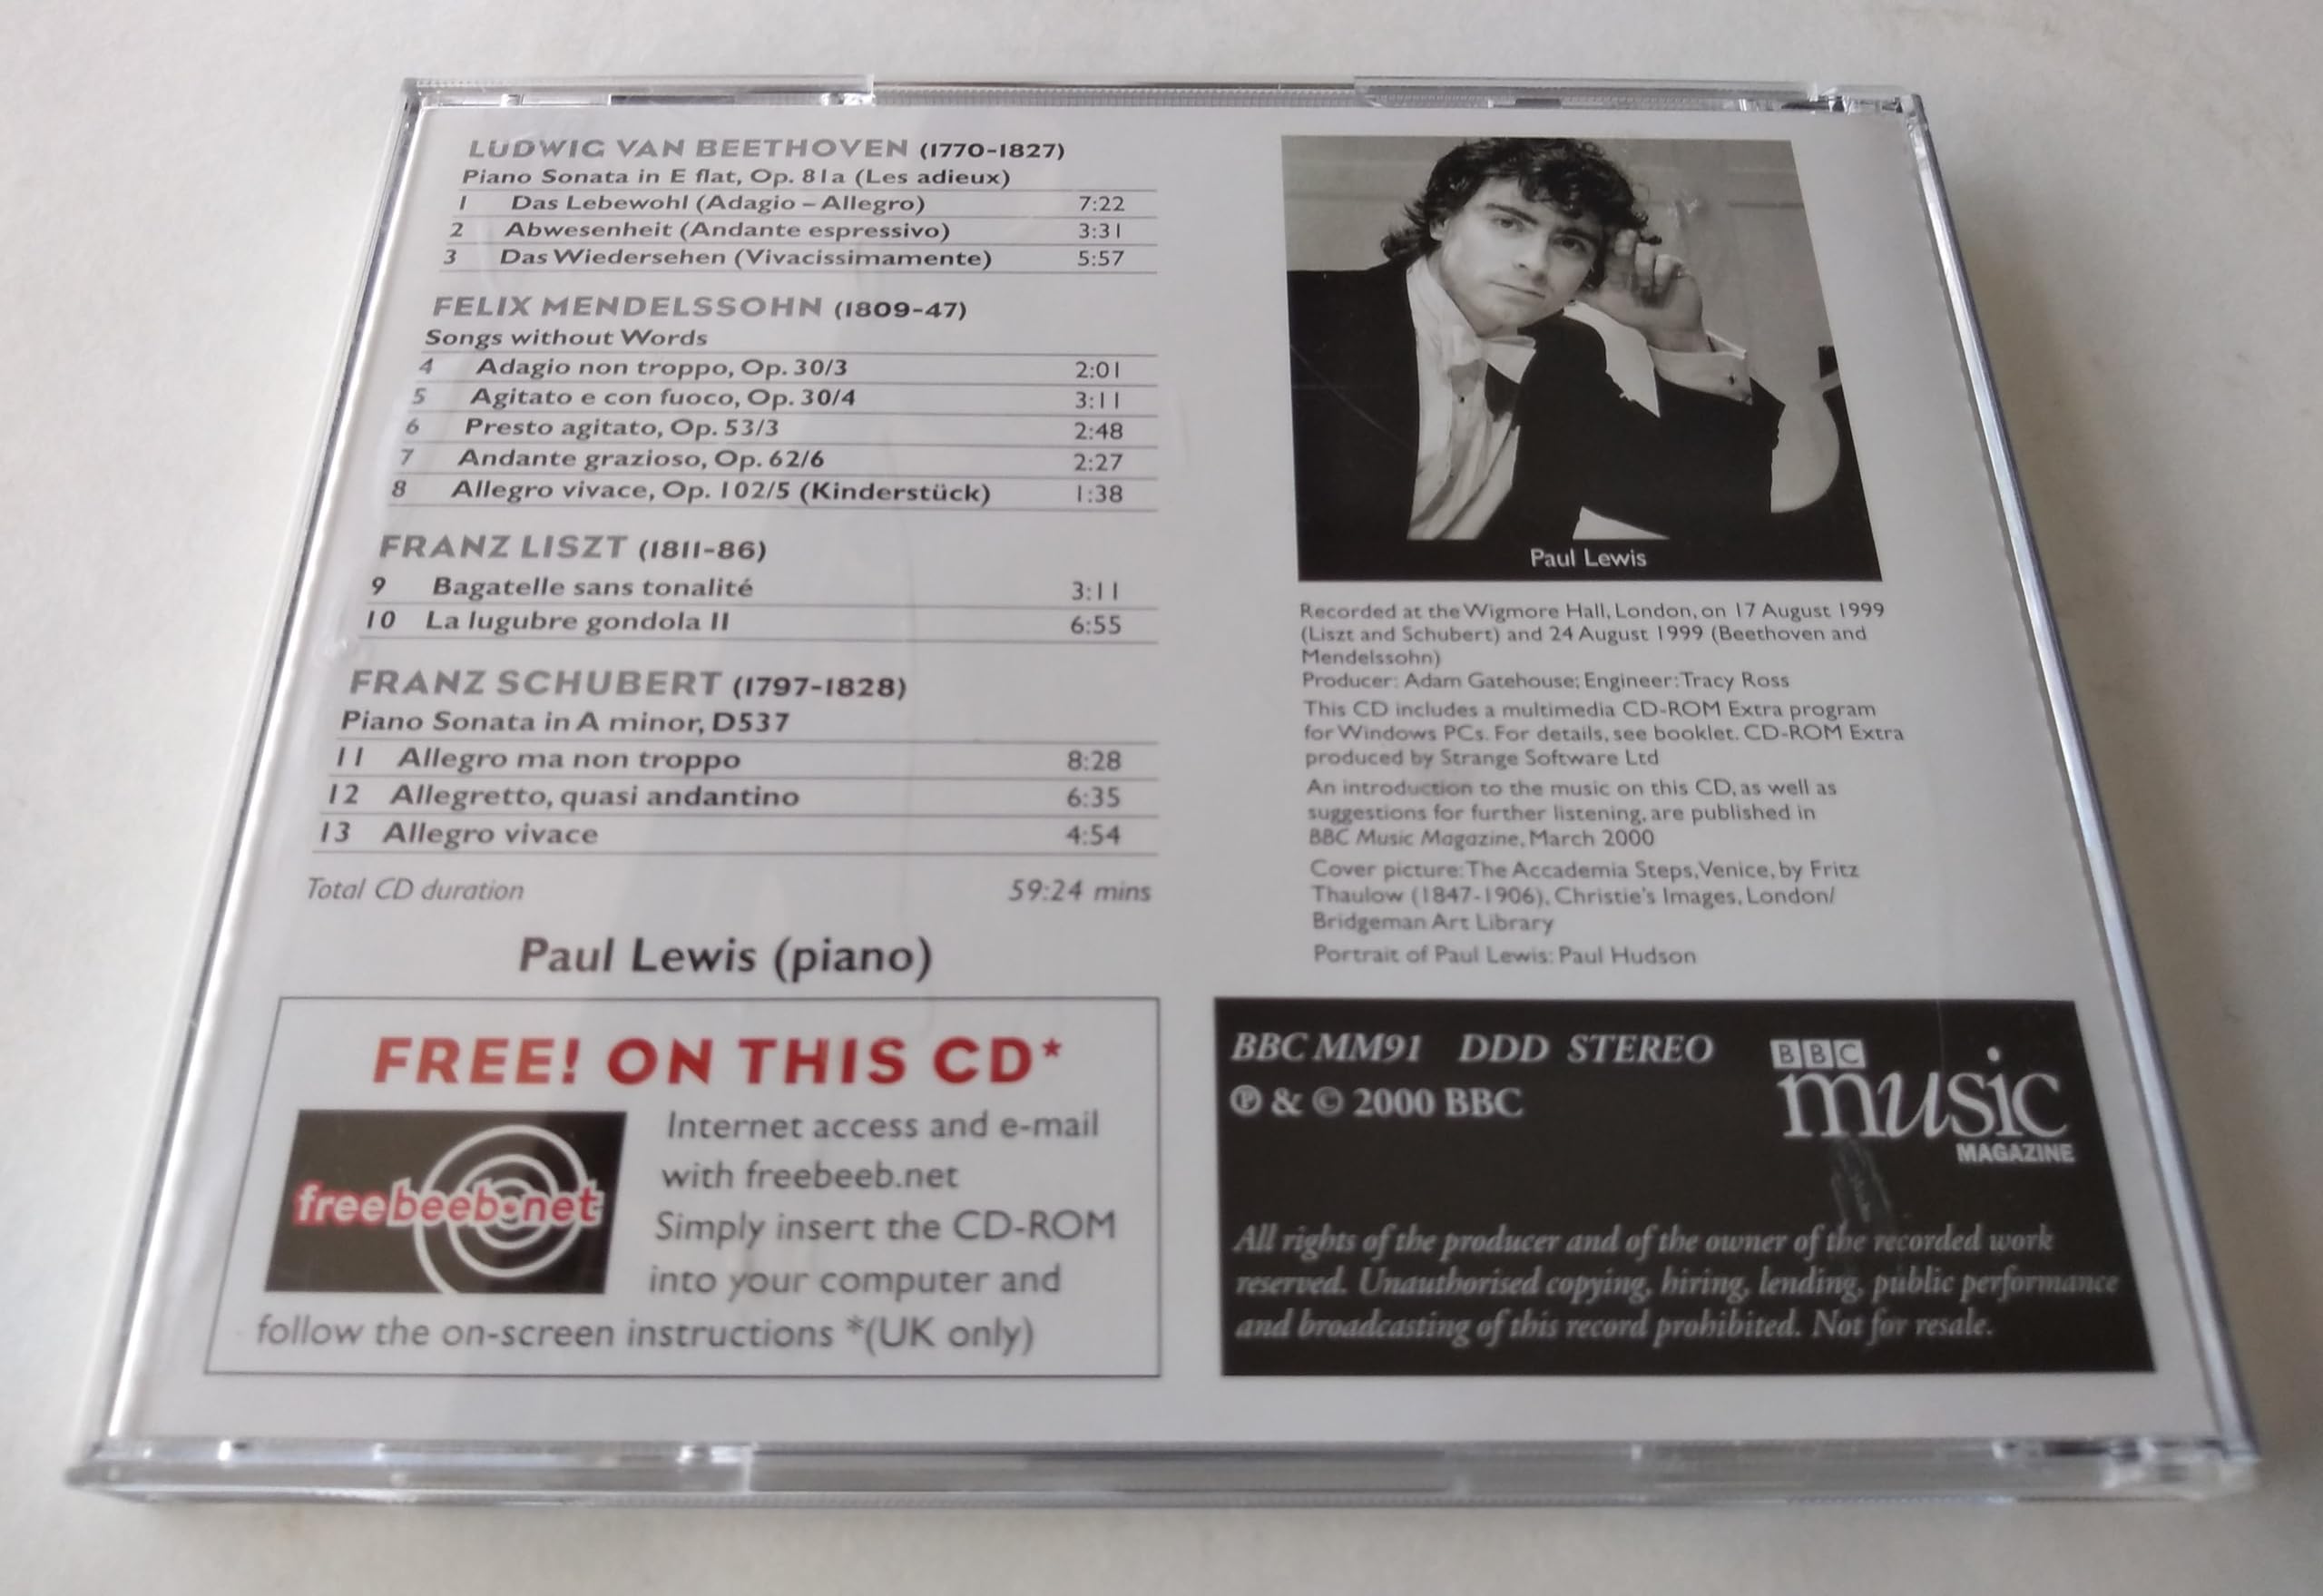 LUDWIG VAN BEETHOVEN (1770-1827)
Piano Sonata in E flat, Op. 81a (Les adieux)
1 Das Lebewohl (Adagio – Allegro) 7:22
2 Abwesenheit (Andante espressivo) 3:31
3 Das Wiedersehen (Vivacissimamente) 5:57
FELIX MENDELSSOHN (1809-47)
Songs without Words
4 Adagio non troppo, Op. 30/3 2:01
5 Agitato e con fuoco, Op. 30/4 3:11
6 Presto agitato, Op. 53/3 2:48
7 Andante grazioso, Op. 62/6 2:27
8 Allegro vivace, Op. 102/5 (Kinderstück) 1:38
FRANZ LISZT (1811-86)
9 Bagatelle sans tonalité 3:11
10 La lugubre gondola II 6:55
FRANZ SCHUBERT (1797-1828)
Piano Sonata in A minor, D537
11 Allegro ma non troppo 8:28
12 Allegretto, quasi andantino 6:35
13 Allegro vivace 4:54
Total CD duration 59:24 mins
Paul Lewis (piano)
FREE! ON THIS CD*
freebeeb.net
Internet access and e-mail
with freebeeb.net
Simply insert the CD-ROM
into your computer and
follow the on-screen instructions *(UK only)
Paul Lewis
Recorded at the Wigmore Hall, London, on 17 August 1999
(Liszt and Schubert) and 24 August 1999 (Beethoven and
Mendelssohn)
Producer: Adam Gatehouse; Engineer: Tracy Ross
This CD includes a multimedia CD-ROM Extra program
for Windows PCs. For details, see booklet. CD-ROM Extra
produced by Strange Software Ltd
An introduction to the music on this CD, as well as
suggestions for further listening, are published in
BBC Music Magazine, March 2000
Cover picture: The Accademia Steps, Venice, by Fritz
Thaulow (1847-1906), Christie's Images, London/
Bridgeman Art Library
Portrait of Paul Lewis: Paul Hudson
BBC MM91 DDD STEREO
℗ & © 2000 BBC
BBC
music
MAGAZINE
All rights of the producer and of the owner of the recorded work
reserved. Unauthorised copying, hiring, lending, public performance
and broadcasting of this record prohibited. Not for resale.